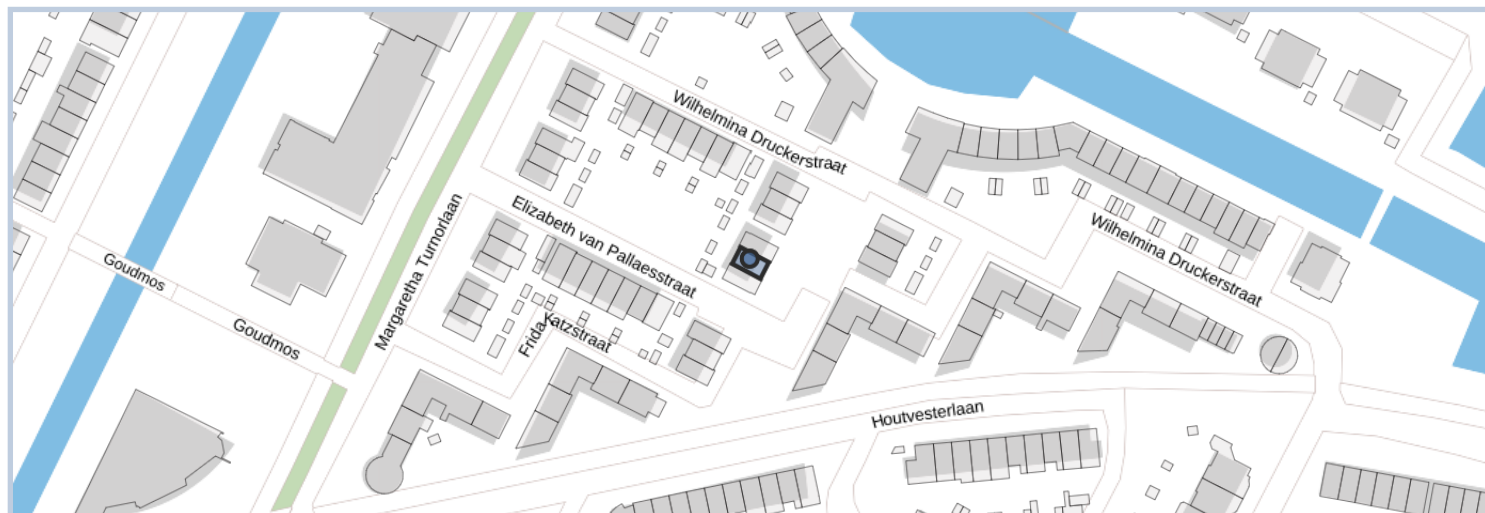 Wilhelmina Druckerstraat
Elizabeth van Pallaesstraat
Margaretha Turnorlaan
Wilhelmina Druckerstraat
Goudmos
Goudmos
Frida Katzstraat
Houtvesterlaan